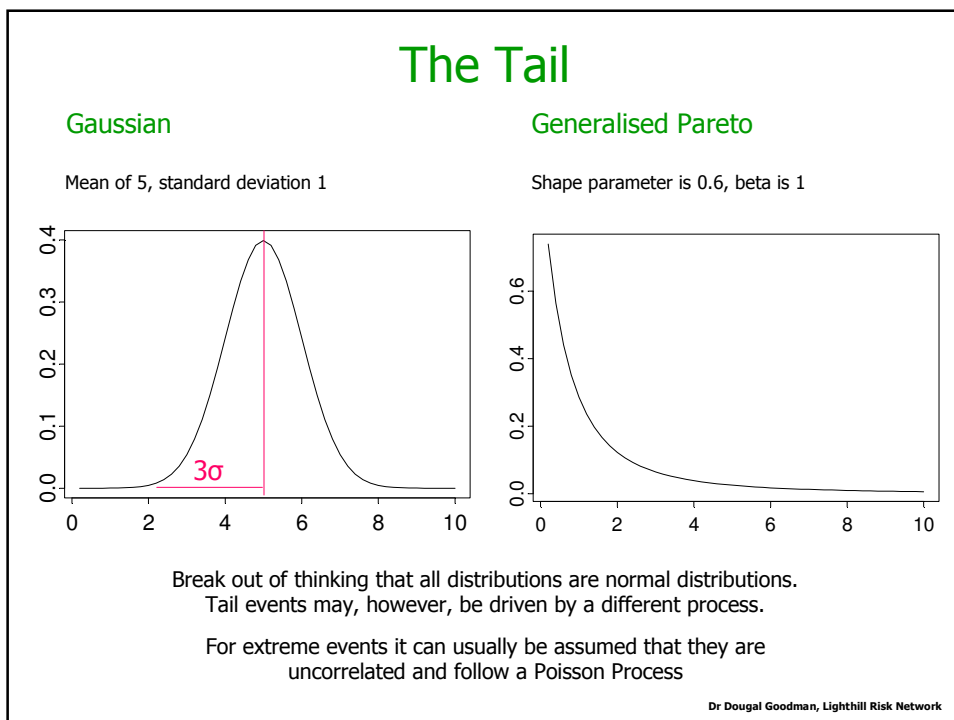 The Tail
Gaussian
Generalised Pareto
Mean of 5, standard deviation 1
Shape parameter is 0.6, beta is 1
0.4
0.3
0.2
0.1
0.0
3σ
0 2 4 6 8 10
0.6
0.4
0.2
0.0
0 2 4 6 8 10
Break out of thinking that all distributions are normal distributions.
Tail events may, however, be driven by a different process.
For extreme events it can usually be assumed that they are
uncorrelated and follow a Poisson Process
Dr Dougal Goodman, Lighthill Risk Network